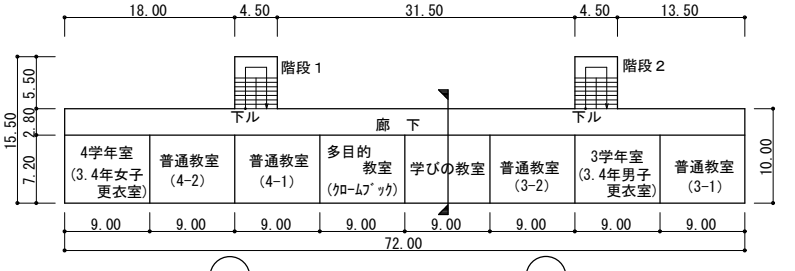 18.00
4.50
31.50
4.50
13.50
階段1
階段2
5.50
15.50
2.80
7.20
10.00
下ル
下ル
廊 下
4学年室
(3.4年女子
更衣室)
普通教室
(4-2)
普通教室
(4-1)
多目的
教室
(クロームブック)
学びの教室
普通教室
(3-2)
3学年室
(3.4年男子
更衣室)
普通教室
(3-1)
9.00
9.00
9.00
9.00
9.00
9.00
9.00
9.00
72.00